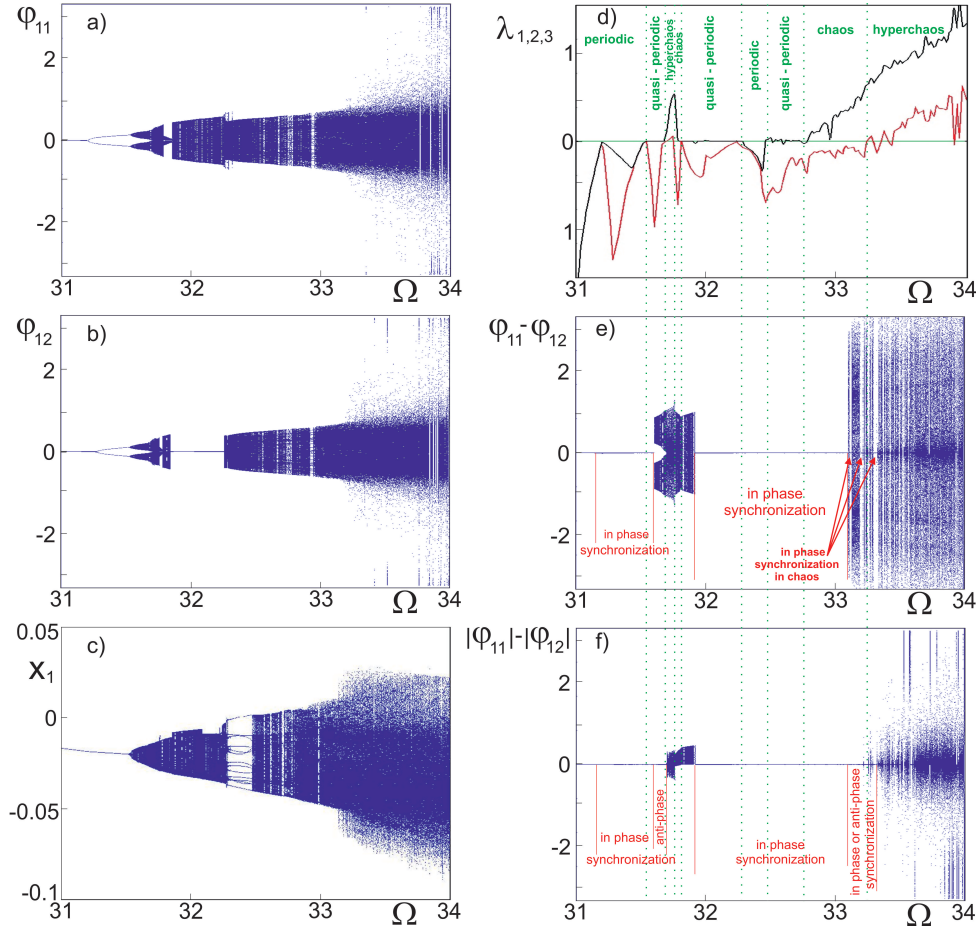 φ11
a)
2
0
-2
31
32
33
Ω
34
φ12
b)
2
0
-2
31
32
33
Ω
34
0.05
c)
x1
0
-0.05
-0.1
31
32
33
Ω
34
λ1,2,3
d)
periodic
quasi - periodic
hyperchaos
chaos
quasi - periodic
periodic
quasi - periodic
chaos
hyperchaos
1
0
1
31
32
33
Ω
34
φ11-φ12
e)
2
0
-2
in phase
synchronization
in phase
synchronization
in phase
synchronization
in chaos
31
32
33
Ω
34
|φ11|-|φ12|
f)
2
0
-2
in phase
synchronization
anti-phase
in phase
synchronization
in phase or anti-phase
synchronization
31
32
33
Ω
34